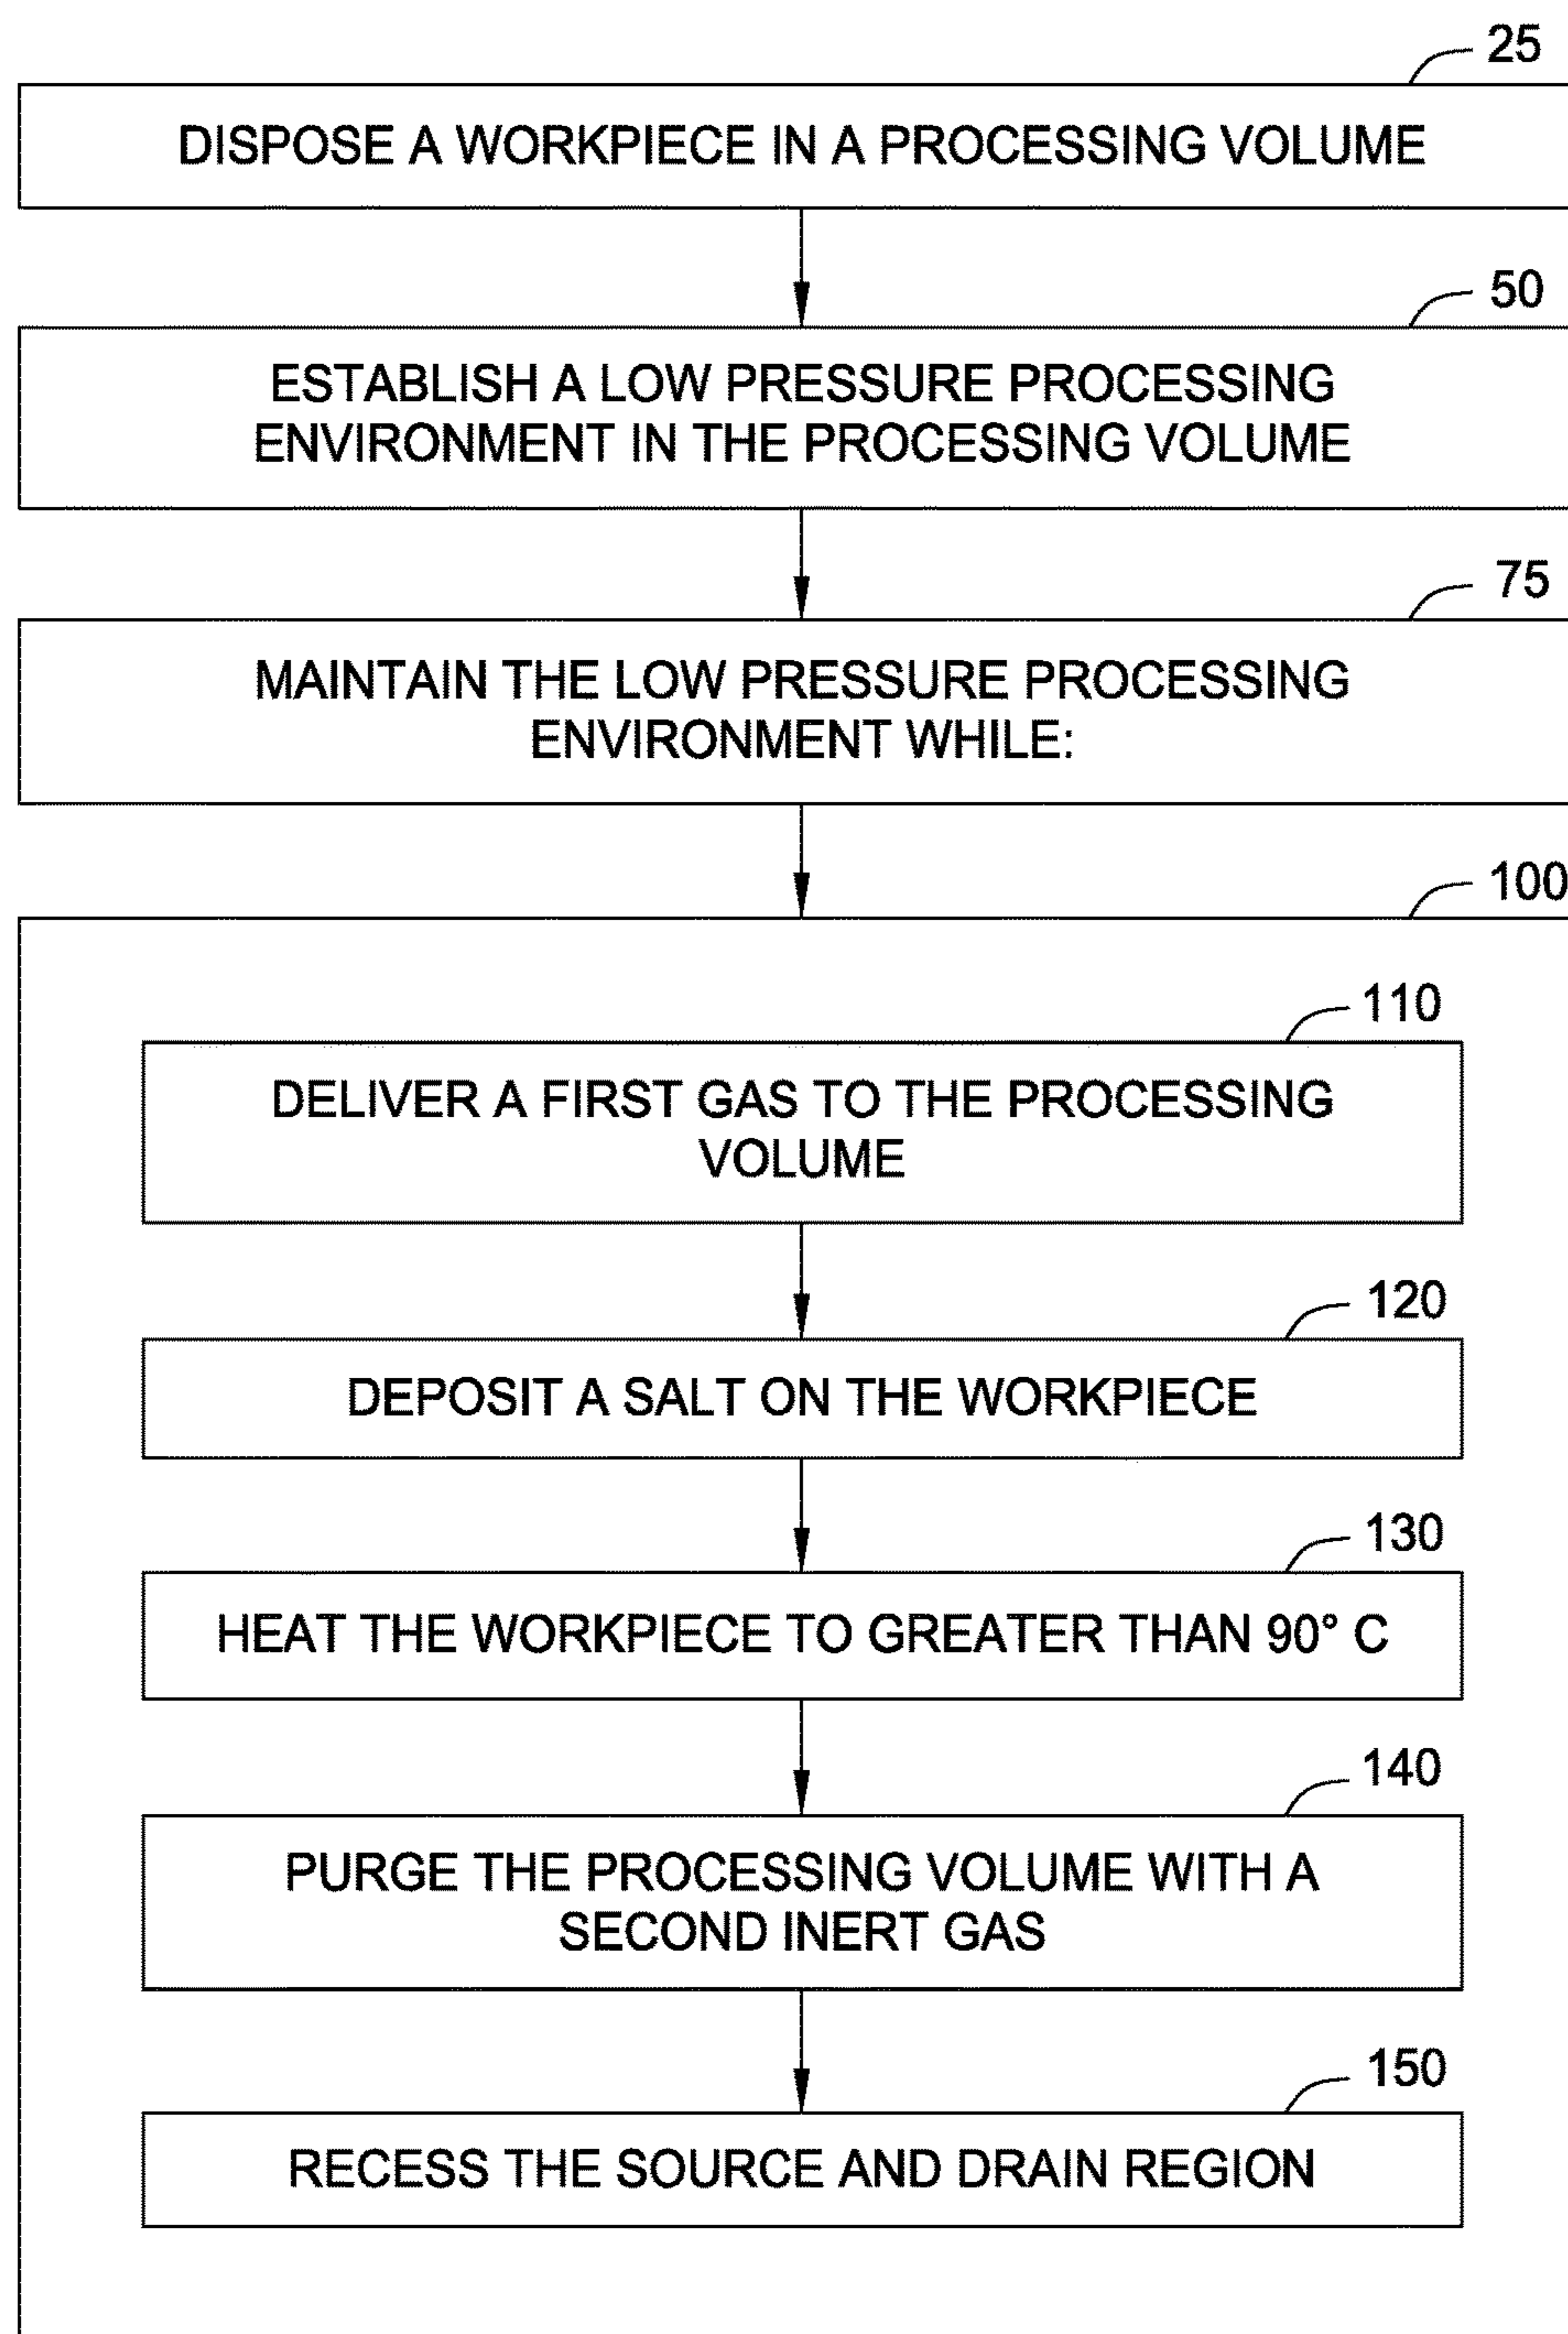 25
DISPOSE A WORKPIECE IN A PROCESSING VOLUME
50
ESTABLISH A LOW PRESSURE PROCESSING
ENVIRONMENT IN THE PROCESSING VOLUME
75
MAINTAIN THE LOW PRESSURE PROCESSING
ENVIRONMENT WHILE:
100
110
DELIVER A FIRST GAS TO THE PROCESSING
VOLUME
120
DEPOSIT A SALT ON THE WORKPIECE
130
HEAT THE WORKPIECE TO GREATER THAN 90° C
140
PURGE THE PROCESSING VOLUME WITH A
SECOND INERT GAS
150
RECESS THE SOURCE AND DRAIN REGION